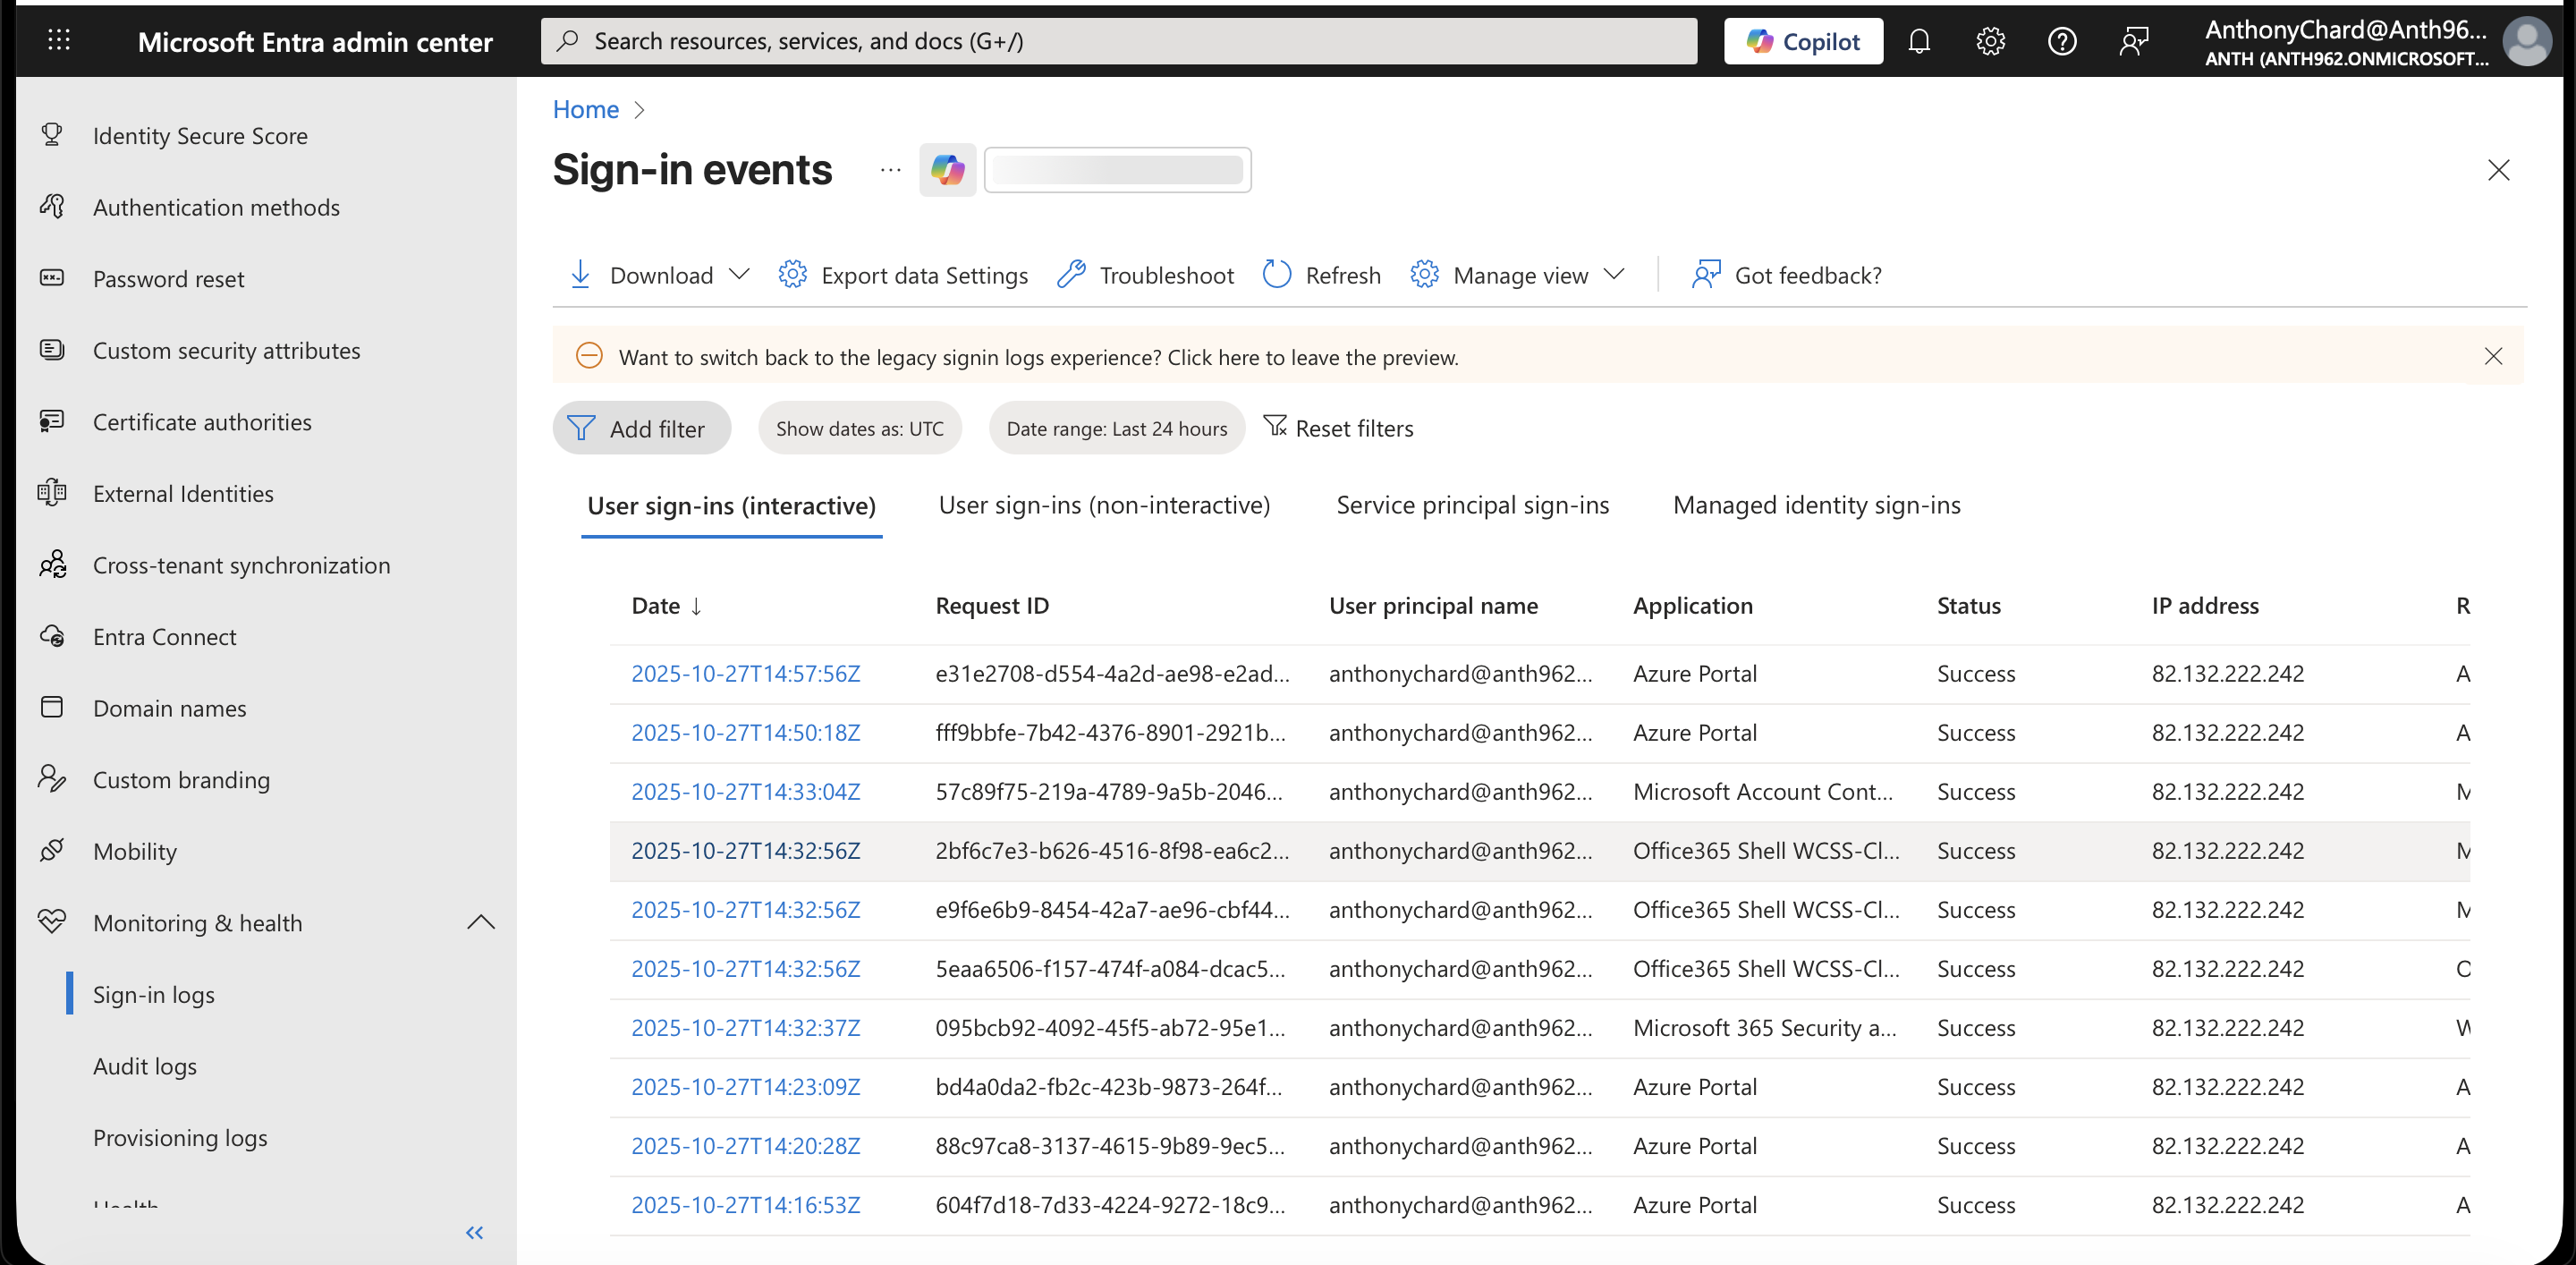 Microsoft Entra admin center
Search resources, services, and docs (G+/)
Copilot
AnthonyChard@Anth96...
ANTH (ANTH962.ONMICROSOFT...
Identity Secure Score
Authentication methods
Password reset
Custom security attributes
Certificate authorities
External Identities
Cross-tenant synchronization
Entra Connect
Domain names
Custom branding
Mobility
Monitoring & health
Sign-in logs
Audit logs
Provisioning logs
Home >
Sign-in events ...
Download
Export data Settings
Troubleshoot
Refresh
Manage view
Got feedback?
Want to switch back to the legacy signin logs experience? Click here to leave the preview.
Add filter
Show dates as: UTC
Date range: Last 24 hours
Reset filters
User sign-ins (interactive)
User sign-ins (non-interactive)
Service principal sign-ins
Managed identity sign-ins
Date ↓ Request ID User principal name Application Status IP address R
2025-10-27T14:57:56Z e31e2708-d554-4a2d-ae98-e2ad... anthonychard@anth962... Azure Portal Success 82.132.222.242 A
2025-10-27T14:50:18Z fff9bbfe-7b42-4376-8901-2921b... anthonychard@anth962... Azure Portal Success 82.132.222.242 A
2025-10-27T14:33:04Z 57c89f75-219a-4789-9a5b-2046... anthonychard@anth962... Microsoft Account Cont... Success 82.132.222.242 M
2025-10-27T14:32:56Z 2bf6c7e3-b626-4516-8f98-ea6c2... anthonychard@anth962... Office365 Shell WCSS-Cl... Success 82.132.222.242 M
2025-10-27T14:32:56Z e9f6e6b9-8454-42a7-ae96-cbf44... anthonychard@anth962... Office365 Shell WCSS-Cl... Success 82.132.222.242 M
2025-10-27T14:32:56Z 5eaa6506-f157-474f-a084-dcac5... anthonychard@anth962... Office365 Shell WCSS-Cl... Success 82.132.222.242 O
2025-10-27T14:32:37Z 095bcb92-4092-45f5-ab72-95e1... anthonychard@anth962... Microsoft 365 Security a... Success 82.132.222.242 W
2025-10-27T14:23:09Z bd4a0da2-fb2c-423b-9873-264f... anthonychard@anth962... Azure Portal Success 82.132.222.242 A
2025-10-27T14:20:28Z 88c97ca8-3137-4615-9b89-9ec5... anthonychard@anth962... Azure Portal Success 82.132.222.242 A
2025-10-27T14:16:53Z 604f7d18-7d33-4224-9272-18c9... anthonychard@anth962... Azure Portal Success 82.132.222.242 A